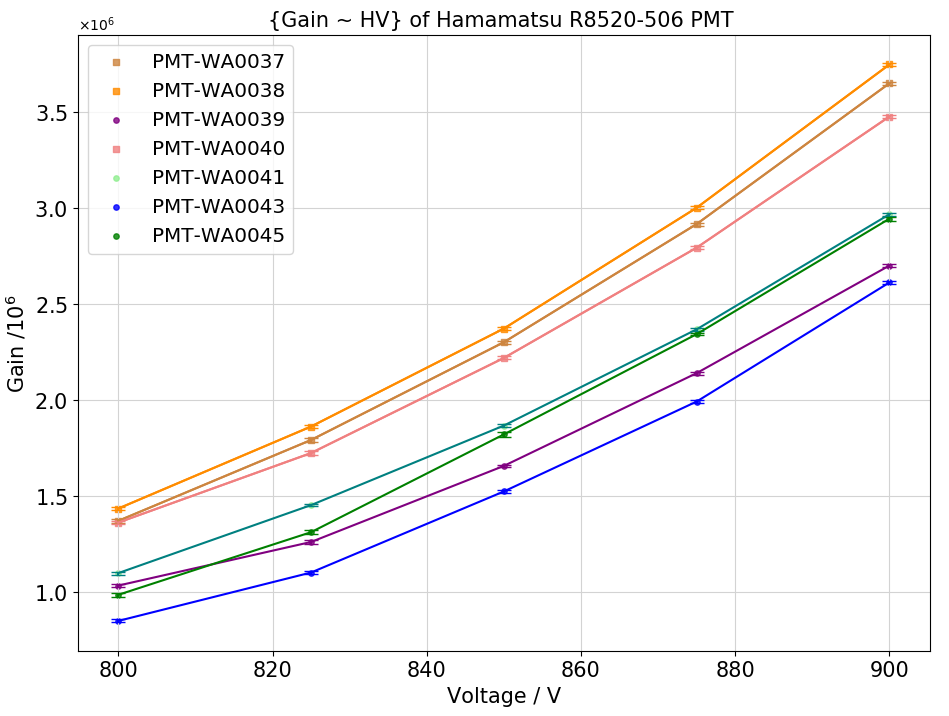 {Gain ~ HV} of Hamamatsu R8520-506 PMT
×10⁶
PMT-WA0037
PMT-WA0038
PMT-WA0039
PMT-WA0040
PMT-WA0041
PMT-WA0043
PMT-WA0045
3.5
3.0
2.5
2.0
1.5
1.0
Gain /10⁶
800 820 840 860 880 900
Voltage / V